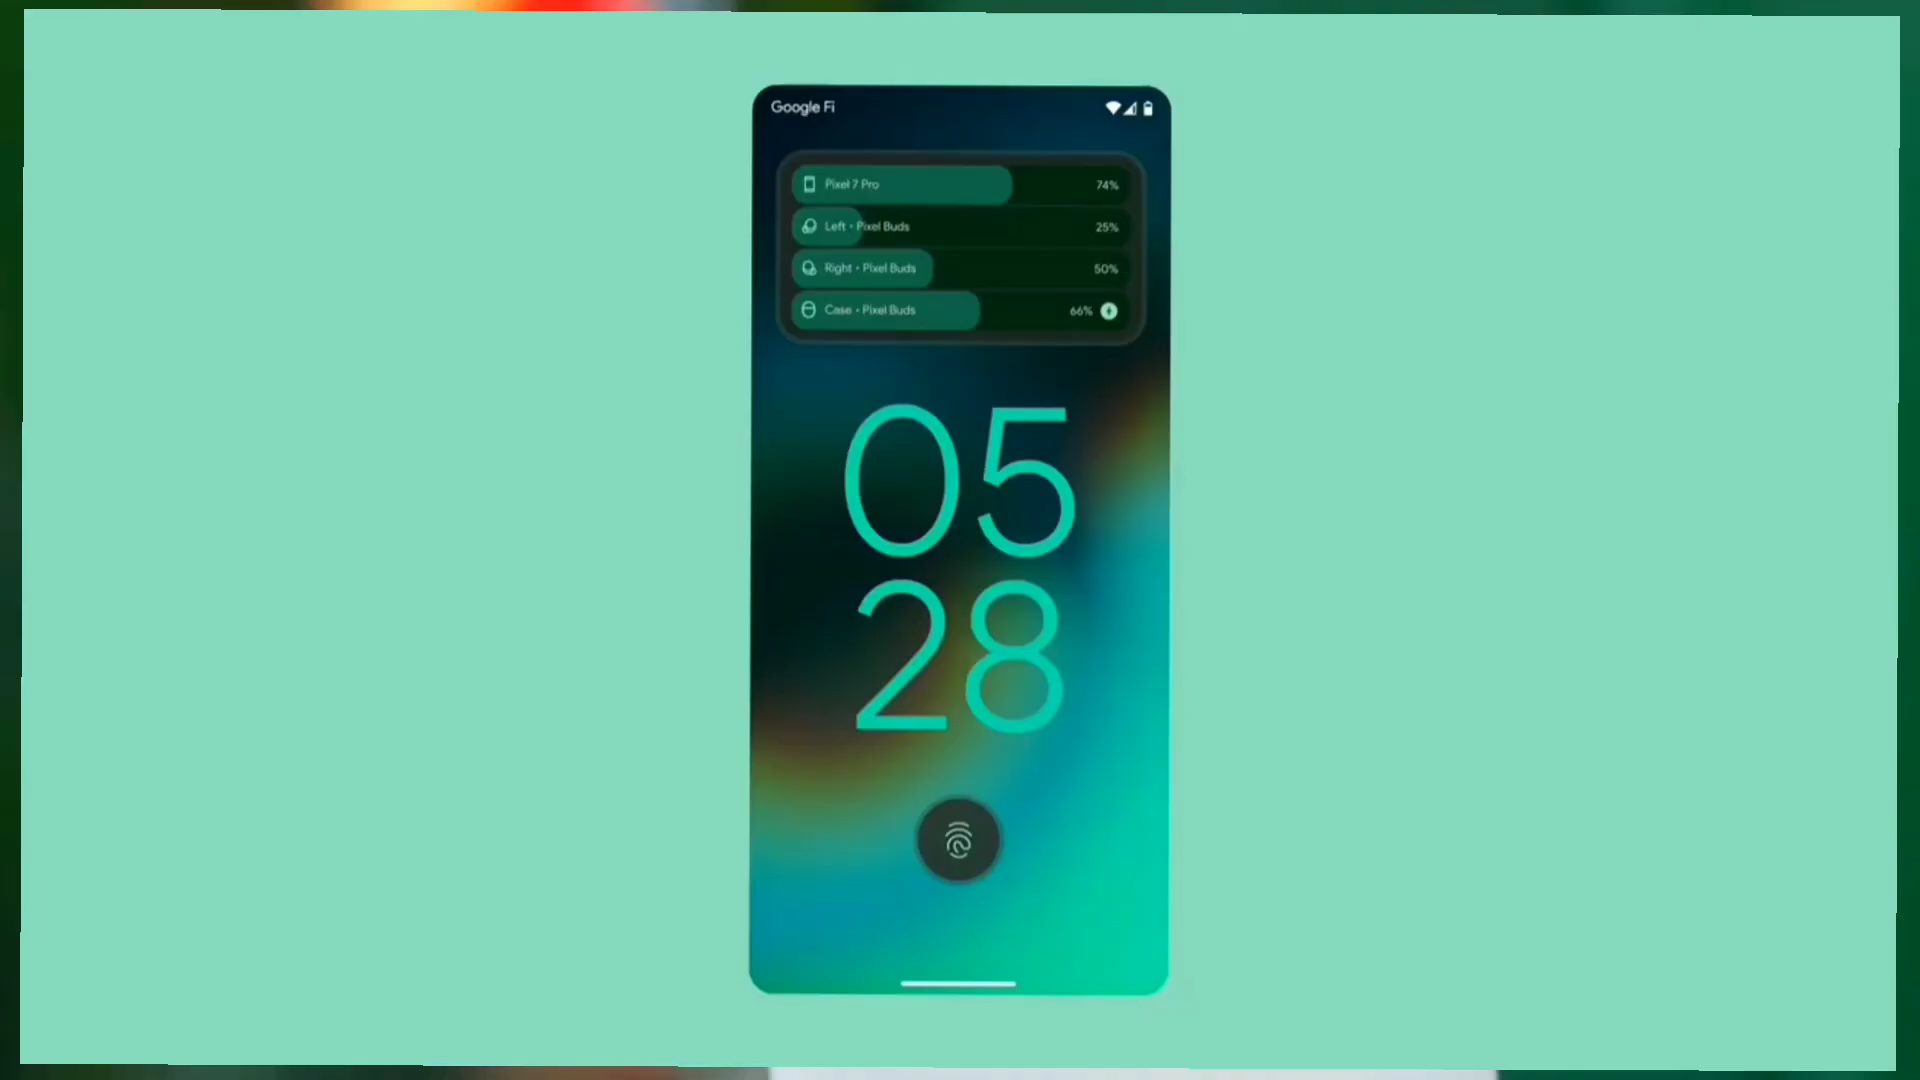 Google Fi
Pixel 7 Pro 74%
Left • Pixel Buds 25%
Right • Pixel Buds 50%
Case • Pixel Buds 66%
05
28